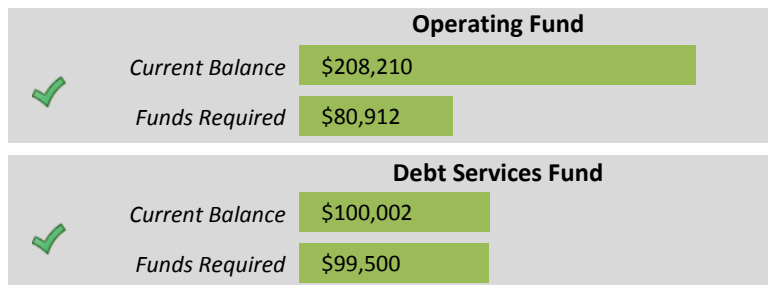 Operating Fund
Current Balance $208,210
Funds Required $80,912
Debt Services Fund
Current Balance $100,002
Funds Required $99,500